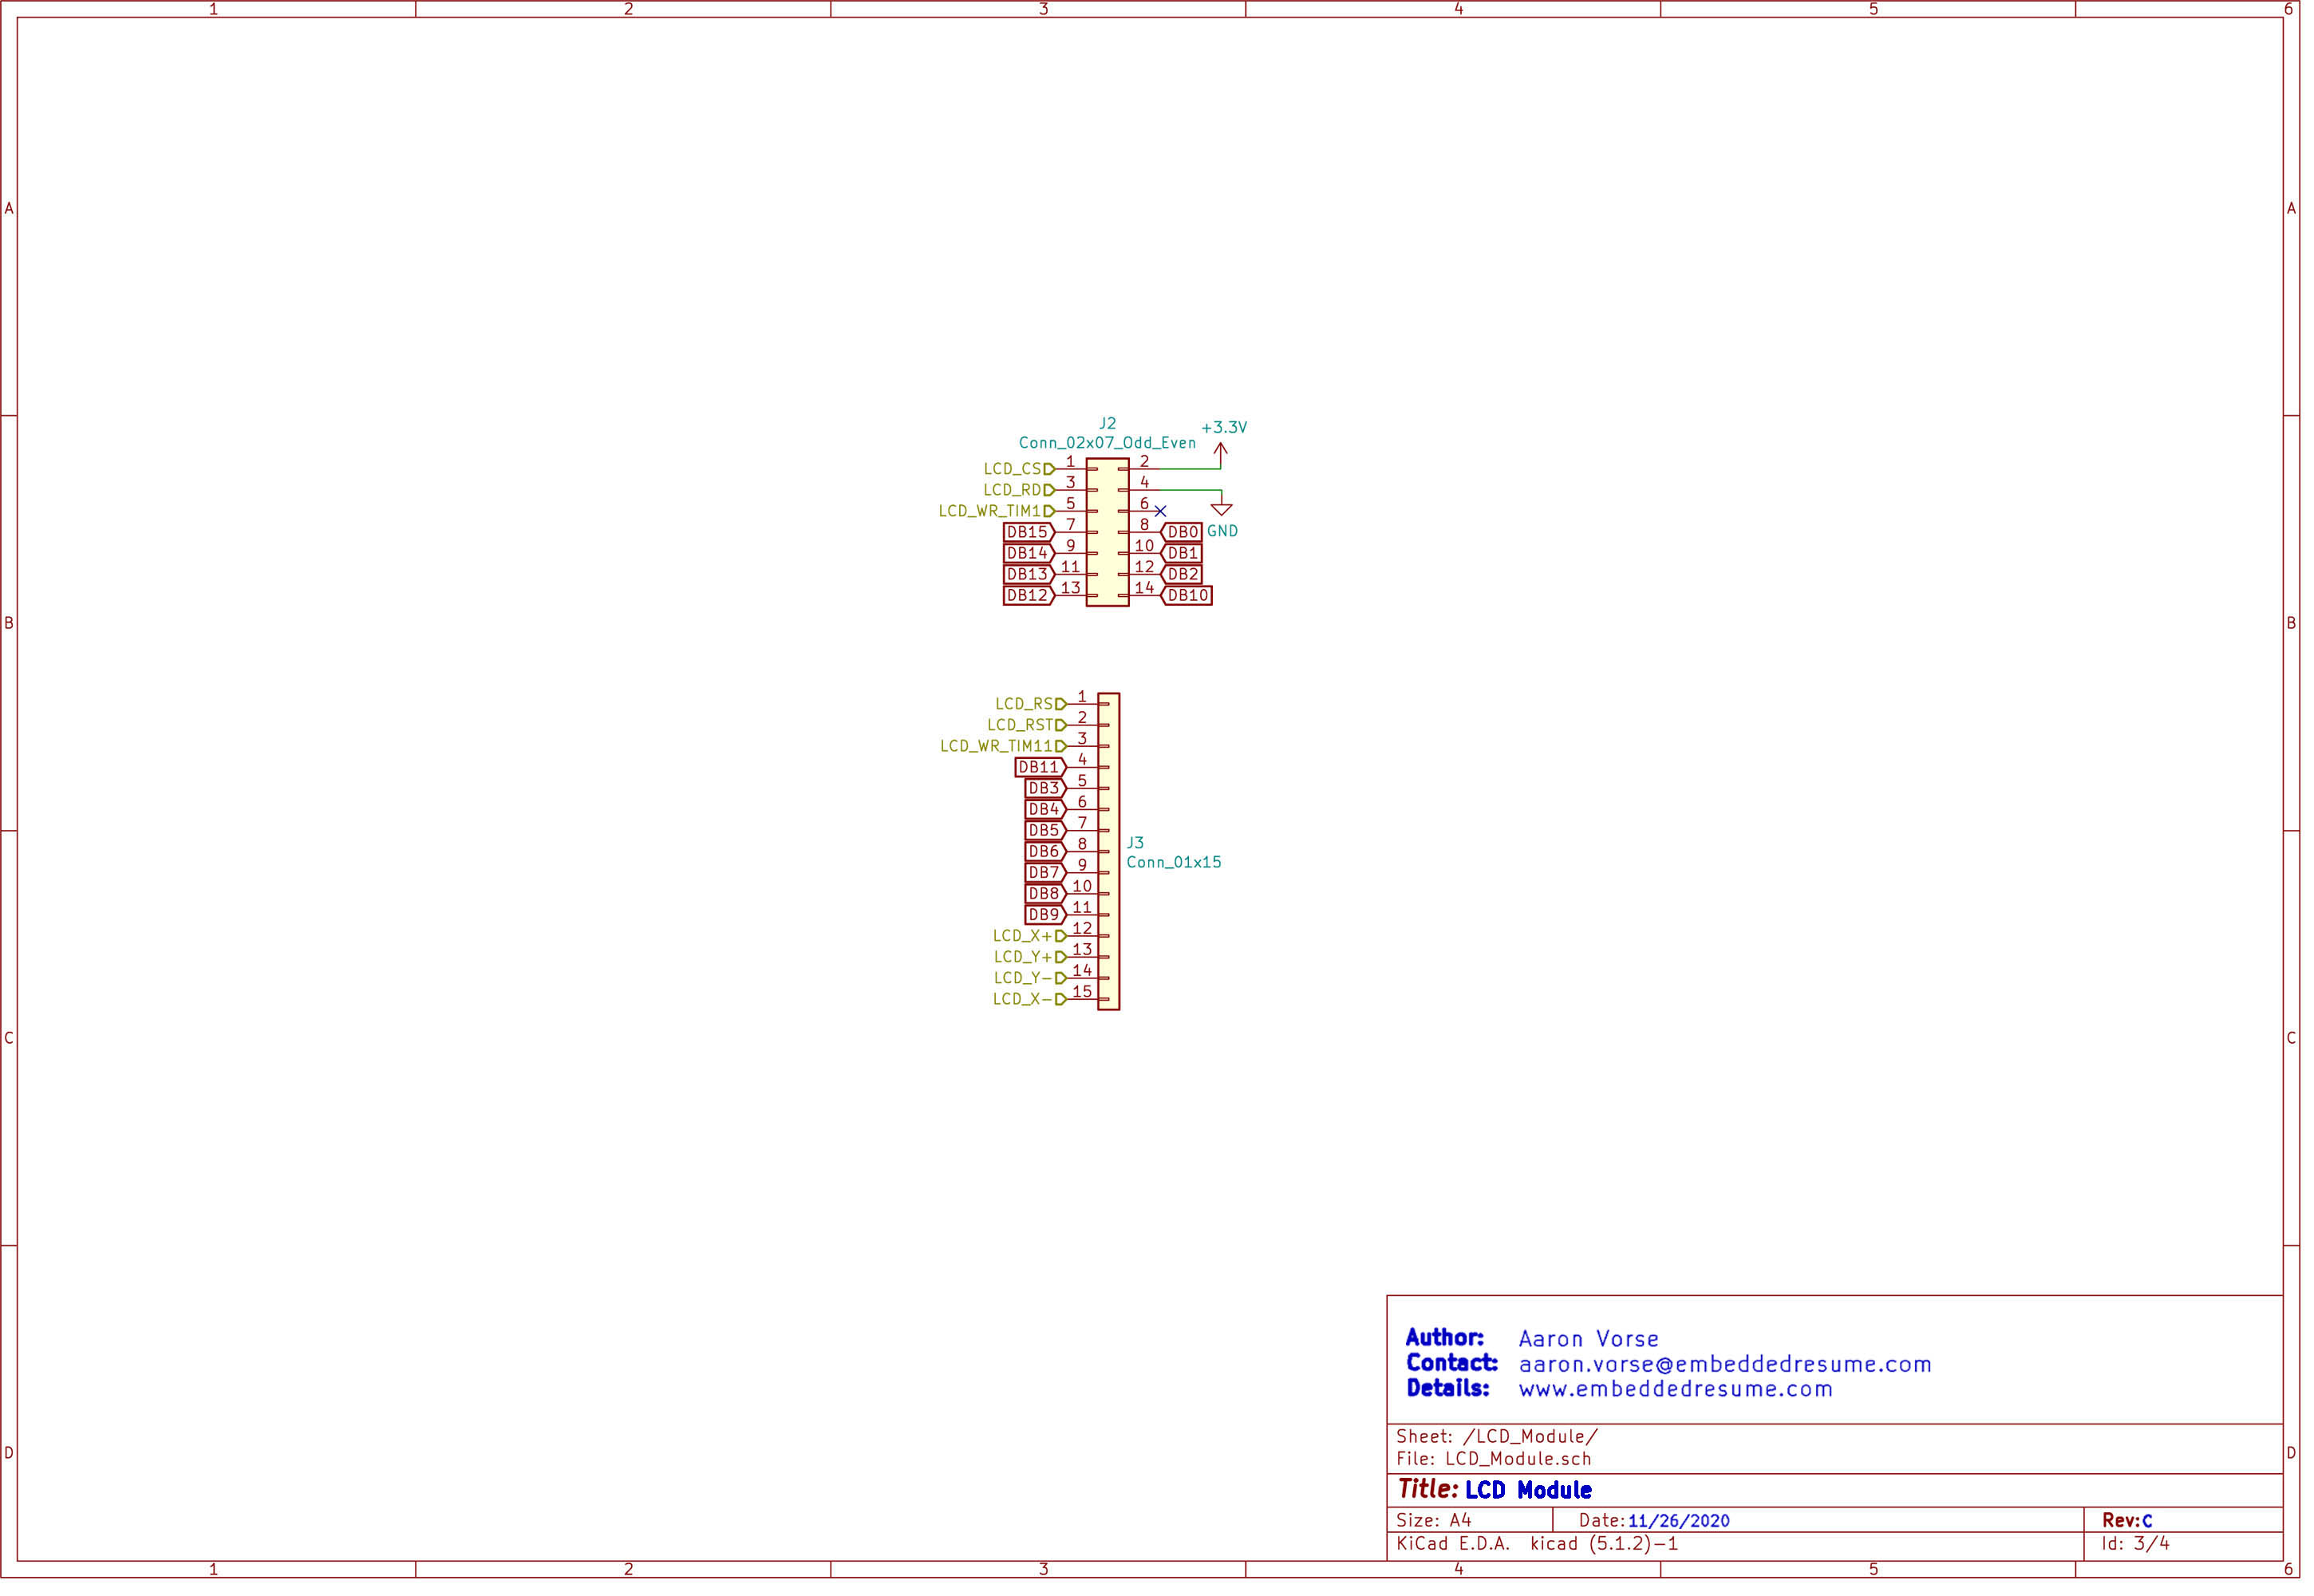 1 2 3 4 5 6
A A
J2
Conn_02x07_Odd_Even
+3.3V
LCD_CS 1 2
LCD_RD 3 4
LCD_WR_TIM1 5 6
GND
DB15 7 8 DB0
DB14 9 10 DB1
DB13 11 12 DB2
DB12 13 14 DB10
B B
LCD_RS 1
LCD_RST 2
LCD_WR_TIM11 3
DB11 4
DB3 5
DB4 6
DB5 7
DB6 8
DB7 9
DB8 10
DB9 11
LCD_X+ 12
LCD_Y+ 13
LCD_Y- 14
LCD_X- 15
J3
Conn_01x15
C C
Author: Aaron Vorse
Contact: aaron.vorse@embeddedresume.com
Details: www.embeddedresume.com
Sheet: /LCD_Module/
File: LCD_Module.sch
D D
Title: LCD Module
Size: A4 Date: 11/26/2020 Rev: C
KiCad E.D.A. kicad (5.1.2)-1 Id: 3/4
1 2 3 4 5 6